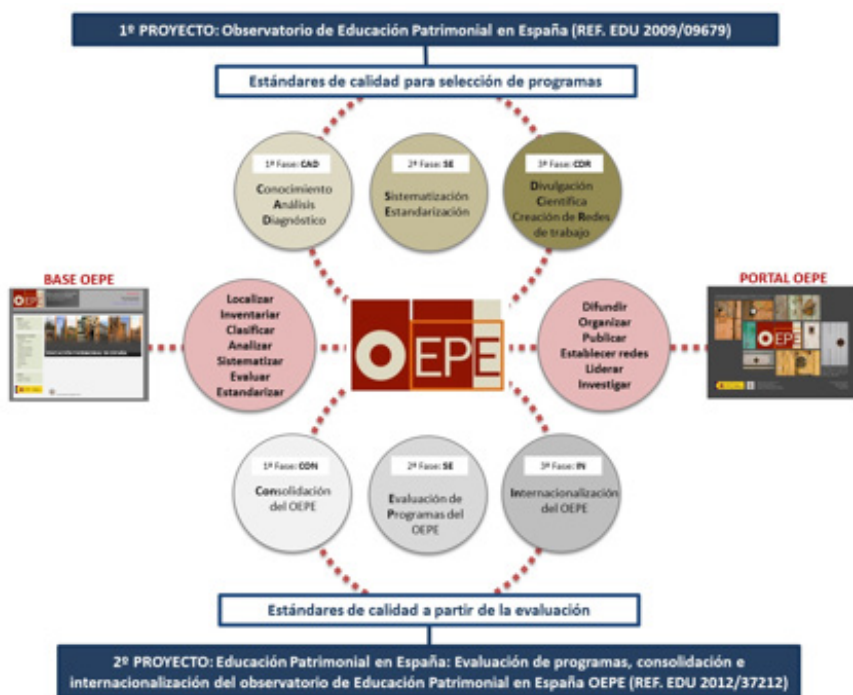 1º PROYECTO: Observatorio de Educación Patrimonial en España (REF. EDU 2009/09679)
Estándares de calidad para selección de programas
1ª Fase: CAD
Conocimiento
Análisis
Diagnóstico
2ª Fase: SE
Sistematización
Estandarización
3ª Fase: CDR
Divulgación
Científica
Creación de Redes
de trabajo
BASE OEPE
Localizar
Inventariar
Clasificar
Analizar
Sistematizar
Evaluar
Estandarizar
OEPE
Difundir
Organizar
Publicar
Establecer redes
Liderar
Investigar
PORTAL OEPE
OEPE
OEPE
1ª Fase: CON
Consolidación
del OEPE
2ª Fase: SE
Evaluación de
Programas del
OEPE
3ª Fase: IN
Internacionalización
del OEPE
Estándares de calidad a partir de la evaluación
2º PROYECTO: Educación Patrimonial en España: Evaluación de programas, consolidación e
internacionalización del observatorio de Educación Patrimonial en España OEPE (REF. EDU 2012/37212)